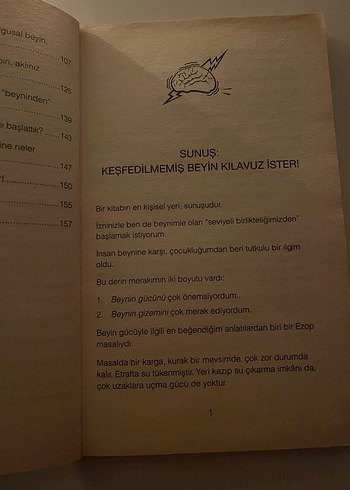 gusal beyin,
107
biri, aklınız
125
"beyninden"
139
ı başlattık? 143
ine neler
147
150
155
157
SUNUŞ:
KEŞFEDİLMEMİŞ BEYİN KILAVUZ İSTER!
Bir kitabın en kişisel yeri, sunuşudur.
İzninizle ben de beynimle olan "seviyeli birlikteliğimizden"
başlamak istiyorum.
İnsan beynine karşı, çocukluğumdan beri tutkulu bir ilgim
oldu.
Bu derin merakımın iki boyutu vardı:
1. Beynin gücünü çok önemsiyordum.
2. Beynin gizemini çok merak ediyordum.
Beyin gücüyle ilgili en beğendiğim anlatılardan biri bir Ezop
masalıydı.
Masalda bir karga, kurak bir mevsimde, çok zor durumda
kalır. Etrafta su tükenmiştir. Yeri kazıp su çıkarma imkânı da,
çok uzaklara uçma gücü de yoktur.
1